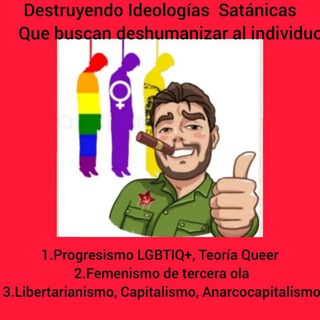 Destruyendo Ideologías Satánicas
Que buscan deshumanizar al individuo
1.Progresismo LGBTIQ+, Teoría Queer
2.Femenismo de tercera ola
3.Libertarianismo, Capitalismo, Anarcocapitalismo